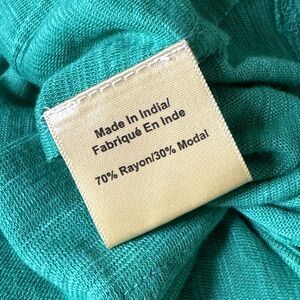 Made In India/
Fabriqué En Inde
70% Rayon/30% Modal